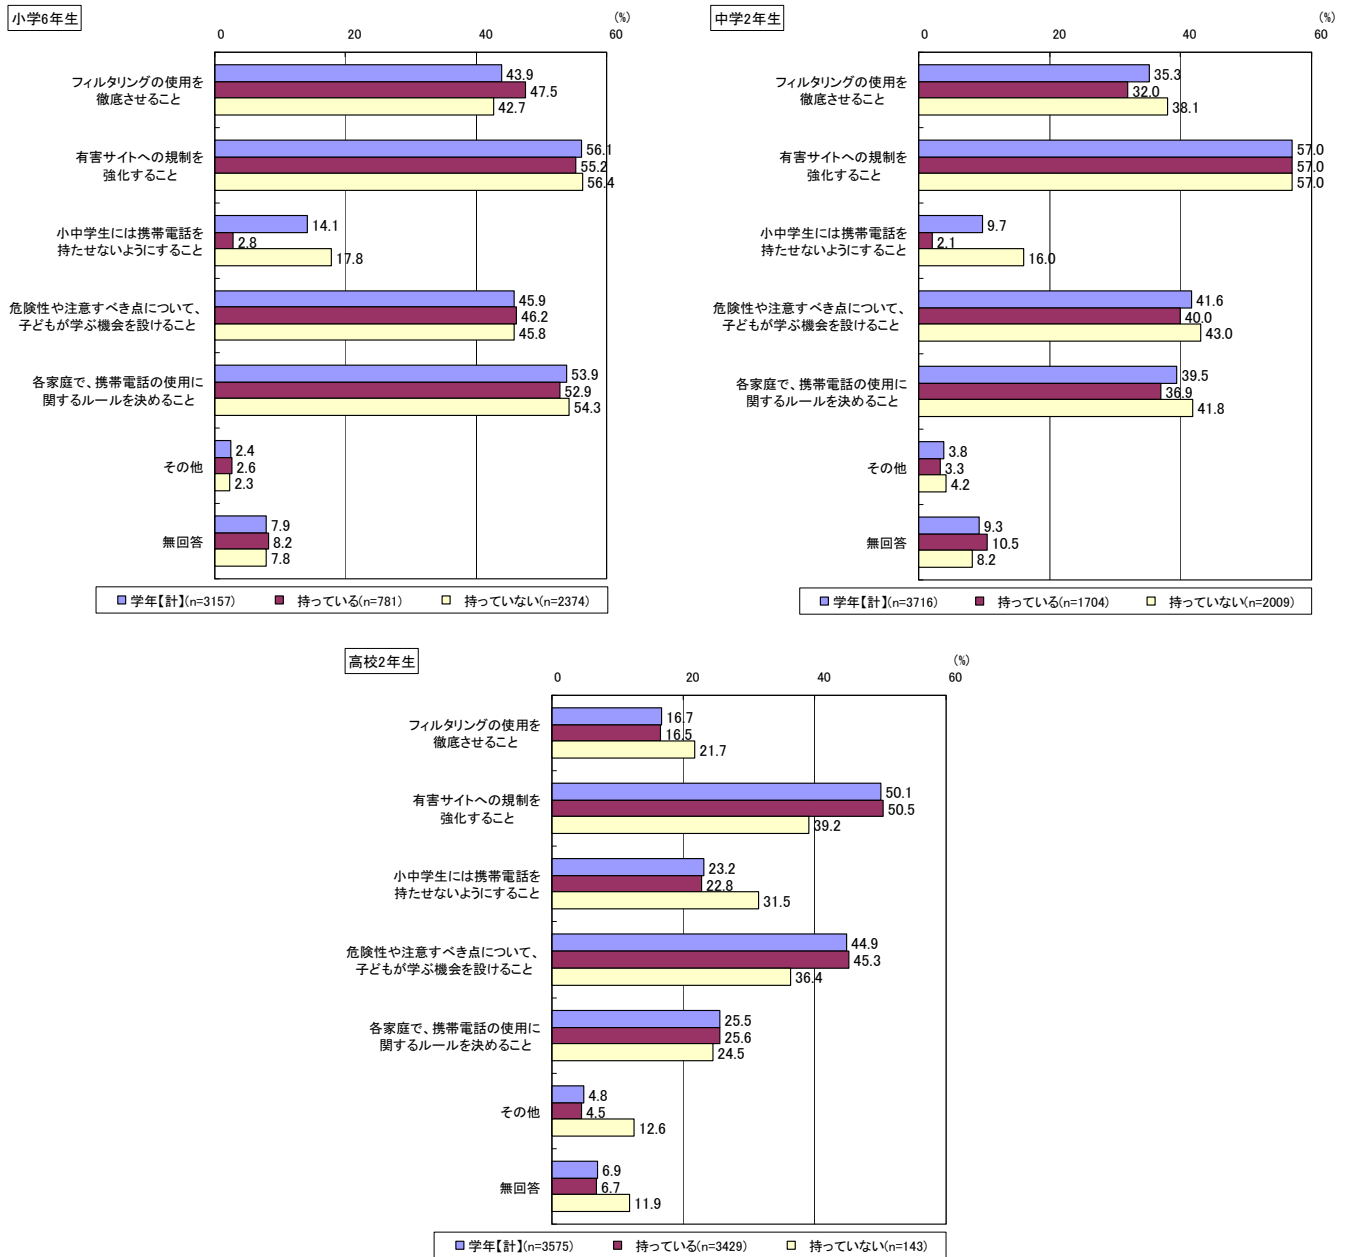 小学6年生
(%)
0 20 40 60
フィルタリングの使用を
徹底させること
43.9
47.5
42.7
有害サイトへの規制を
強化すること
56.1
55.2
56.4
小中学生には携帯電話を
持たせないようにすること
14.1
2.8
17.8
危険性や注意すべき点について、
子どもが学ぶ機会を設けること
45.9
46.2
45.8
各家庭で、携帯電話の使用に
関するルールを決めること
53.9
52.9
54.3
その他
2.4
2.6
2.3
無回答
7.9
8.2
7.8
学年【計】(n=3157) 持っている(n=781) 持っていない(n=2374)
中学2年生
(%)
0 20 40 60
フィルタリングの使用を
徹底させること
35.3
32.0
38.1
有害サイトへの規制を
強化すること
57.0
57.0
57.0
小中学生には携帯電話を
持たせないようにすること
9.7
2.1
16.0
危険性や注意すべき点について、
子どもが学ぶ機会を設けること
41.6
40.0
43.0
各家庭で、携帯電話の使用に
関するルールを決めること
39.5
36.9
41.8
その他
3.8
3.3
4.2
無回答
9.3
10.5
8.2
学年【計】(n=3716) 持っている(n=1704) 持っていない(n=2009)
高校2年生
(%)
0 20 40 60
フィルタリングの使用を
徹底させること
16.7
16.5
21.7
有害サイトへの規制を
強化すること
50.1
50.5
39.2
小中学生には携帯電話を
持たせないようにすること
23.2
22.8
31.5
危険性や注意すべき点について、
子どもが学ぶ機会を設けること
44.9
45.3
36.4
各家庭で、携帯電話の使用に
関するルールを決めること
25.5
25.6
24.5
その他
4.8
4.5
12.6
無回答
6.9
6.7
11.9
学年【計】(n=3575) 持っている(n=3429) 持っていない(n=143)